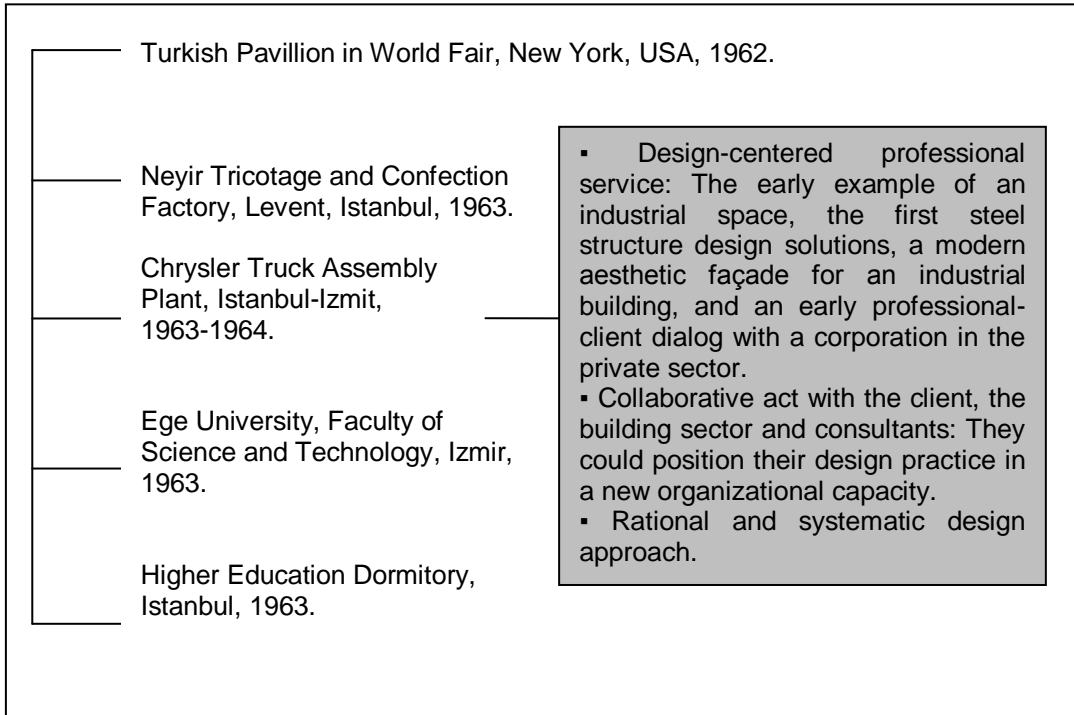 Turkish Pavillion in World Fair, New York, USA, 1962.
Neyir Tricotage and Confection
Factory, Levent, Istanbul, 1963.
Chrysler Truck Assembly
Plant, Istanbul-Izmit,
1963-1964.
Ege University, Faculty of
Science and Technology, Izmir,
1963.
Higher Education Dormitory,
Istanbul, 1963.
▪ Design-centered professional
service: The early example of an
industrial space, the first steel
structure design solutions, a modern
aesthetic façade for an industrial
building, and an early professional-
client dialog with a corporation in the
private sector.
▪ Collaborative act with the client, the
building sector and consultants: They
could position their design practice in
a new organizational capacity.
▪ Rational and systematic design
approach.